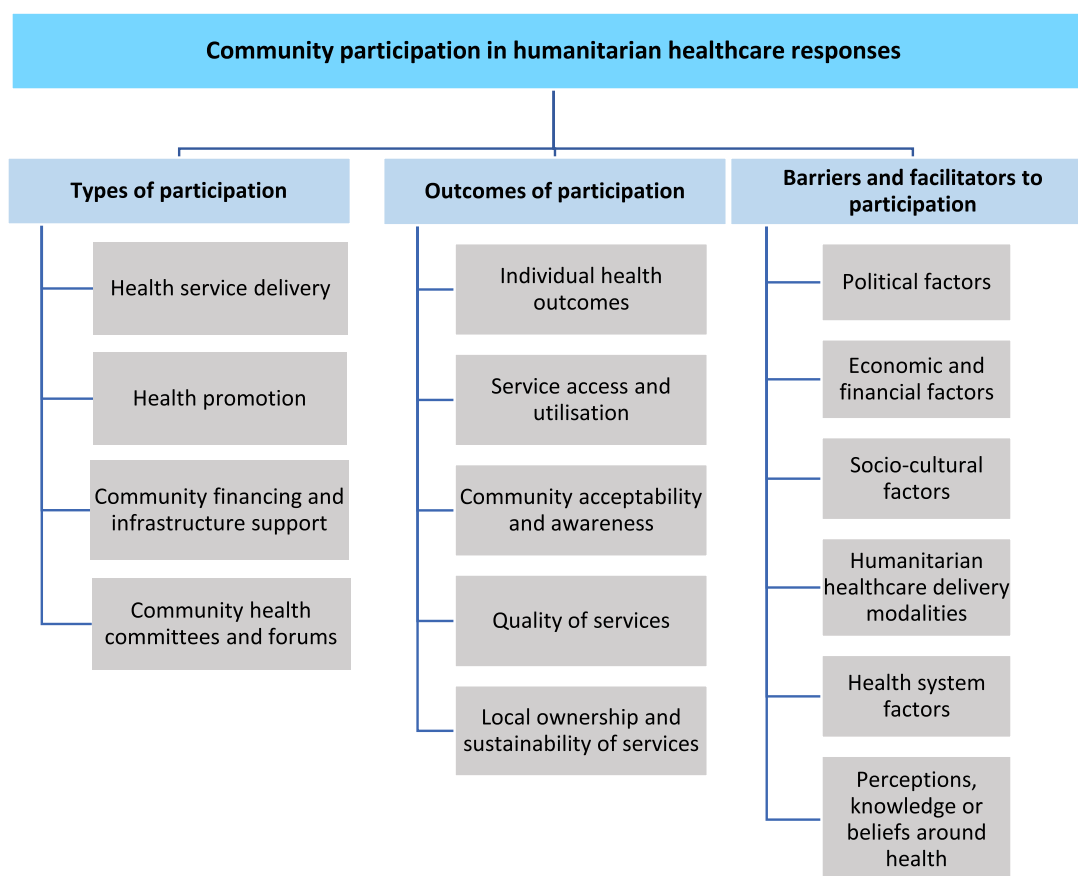 Community participation in humanitarian healthcare responses
Types of participation
Health service delivery
Health promotion
Community financing and
infrastructure support
Community health
committees and forums
Outcomes of participation
Individual health
outcomes
Service access and
utilisation
Community acceptability
and awareness
Quality of services
Local ownership and
sustainability of services
Barriers and facilitators to
participation
Political factors
Economic and
financial factors
Socio-cultural
factors
Humanitarian
healthcare delivery
modalities
Health system
factors
Perceptions,
knowledge or
beliefs around
health